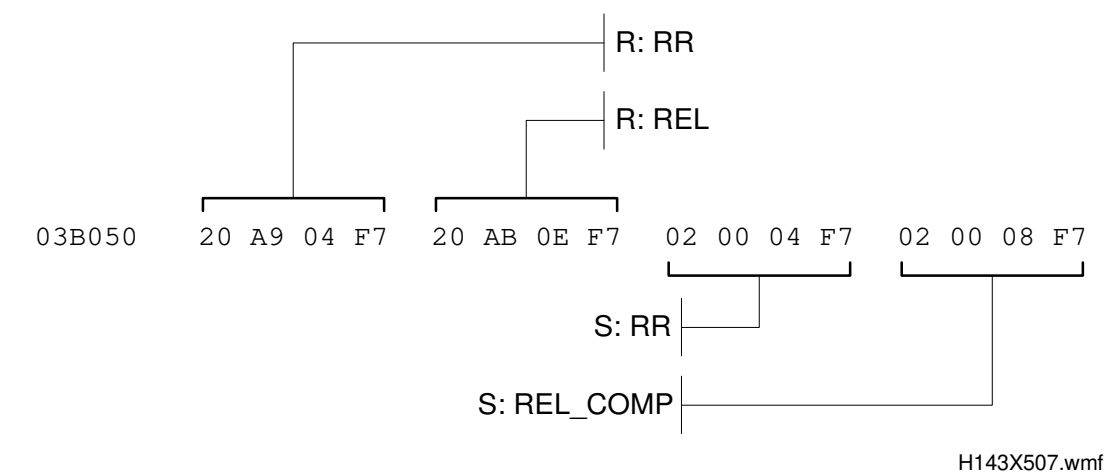 R: RR
R: REL
03B050 20 A9 04 F7 20 AB 0E F7 02 00 04 F7 02 00 08 F7
S: RR
S: REL_COMP
H143X507.wmf